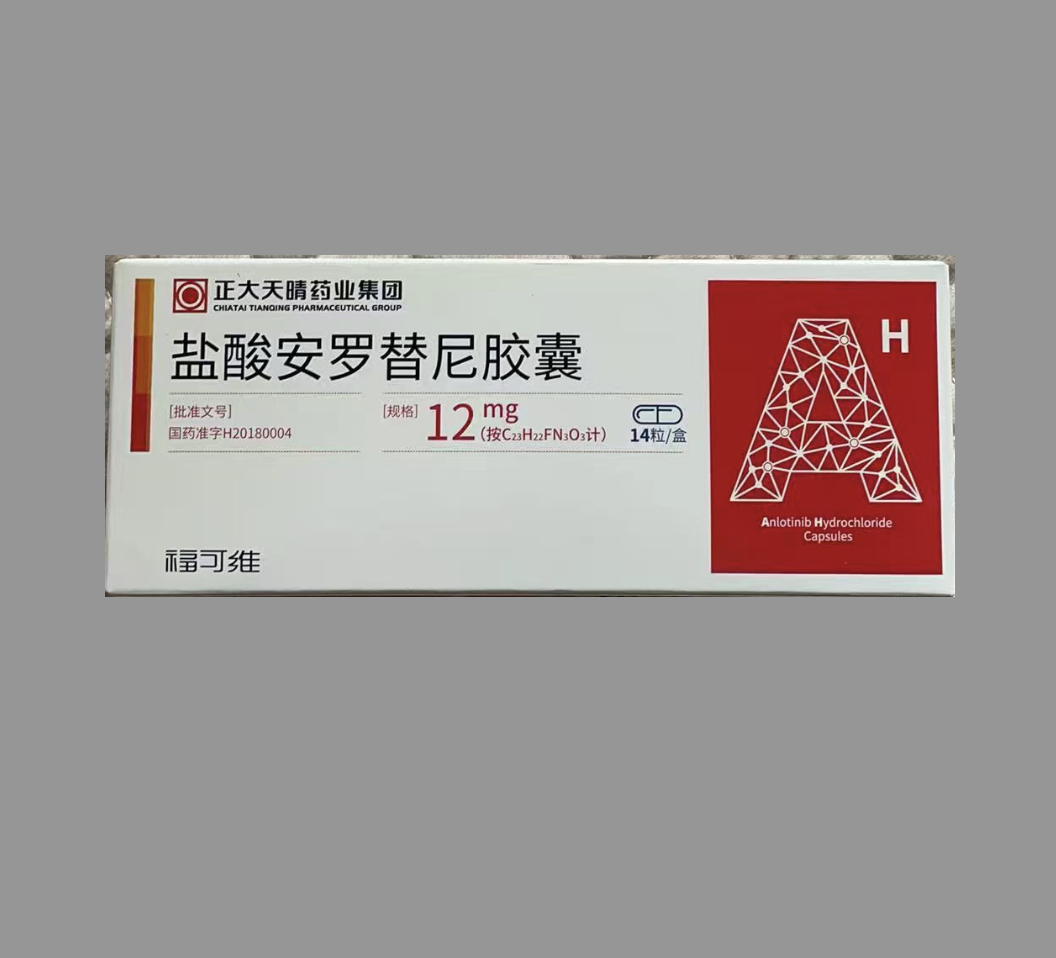 正大天晴药业集团
CHIATAI TIANQING PHARMACEUTICAL GROUP
盐酸安罗替尼胶囊
[批准文号]
国药准字H20180004
[规格] 12 mg
(按C₂₃H₂₂FN₃O₃计)
14粒/盒
福可维
H
Anlotinib Hydrochloride
Capsules